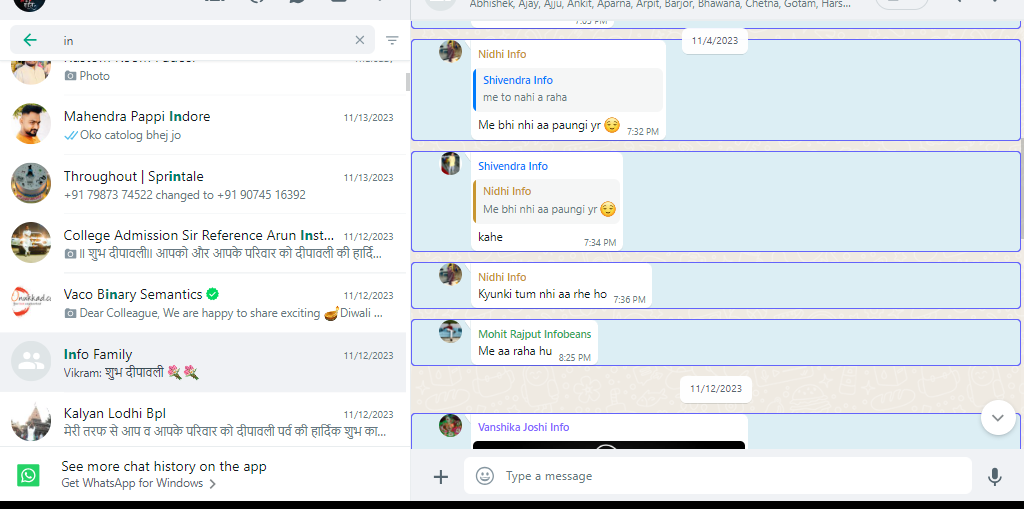 in
Photo
Mahendra Pappi Indore
11/13/2023
Oko catolog bhej jo
Throughout | Sprintale
11/13/2023
+91 79873 74522 changed to +91 90745 16392
College Admission Sir Reference Arun Inst...
11/12/2023
॥ शुभ दीपावली॥ आपको और आपके परिवार को दीपावली की हार्दि...
Vaco Binary Semantics
11/12/2023
Dear Colleague, We are happy to share exciting 🪔Diwali ...
Info Family
11/12/2023
Vikram: शुभ दीपावली 💐💐
Kalyan Lodhi Bpl
11/12/2023
मेरी तरफ से आप व आपके परिवार को दीपावली पर्व की हार्दिक शुभ का...
See more chat history on the app
Get WhatsApp for Windows
Abhishek, Ajay, Ajju, Ankit, Aparna, Arpit, Barjor, Bhawana, Chetna, Gotam, Hars...
11/4/2023
Nidhi Info
Shivendra Info
me to nahi a raha
Me bhi nhi aa paungi yr 😌
7:32 PM
Shivendra Info
Nidhi Info
Me bhi nhi aa paungi yr 😌
kahe
7:34 PM
Nidhi Info
Kyunki tum nhi aa rhe ho
7:36 PM
Mohit Rajput Infobeans
Me aa raha hu
8:25 PM
11/12/2023
Vanshika Joshi Info
Type a message